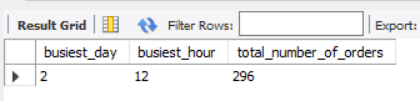 Result Grid Filter Rows: Export:
busiest_day busiest_hour total_number_of_orders
2 12 296